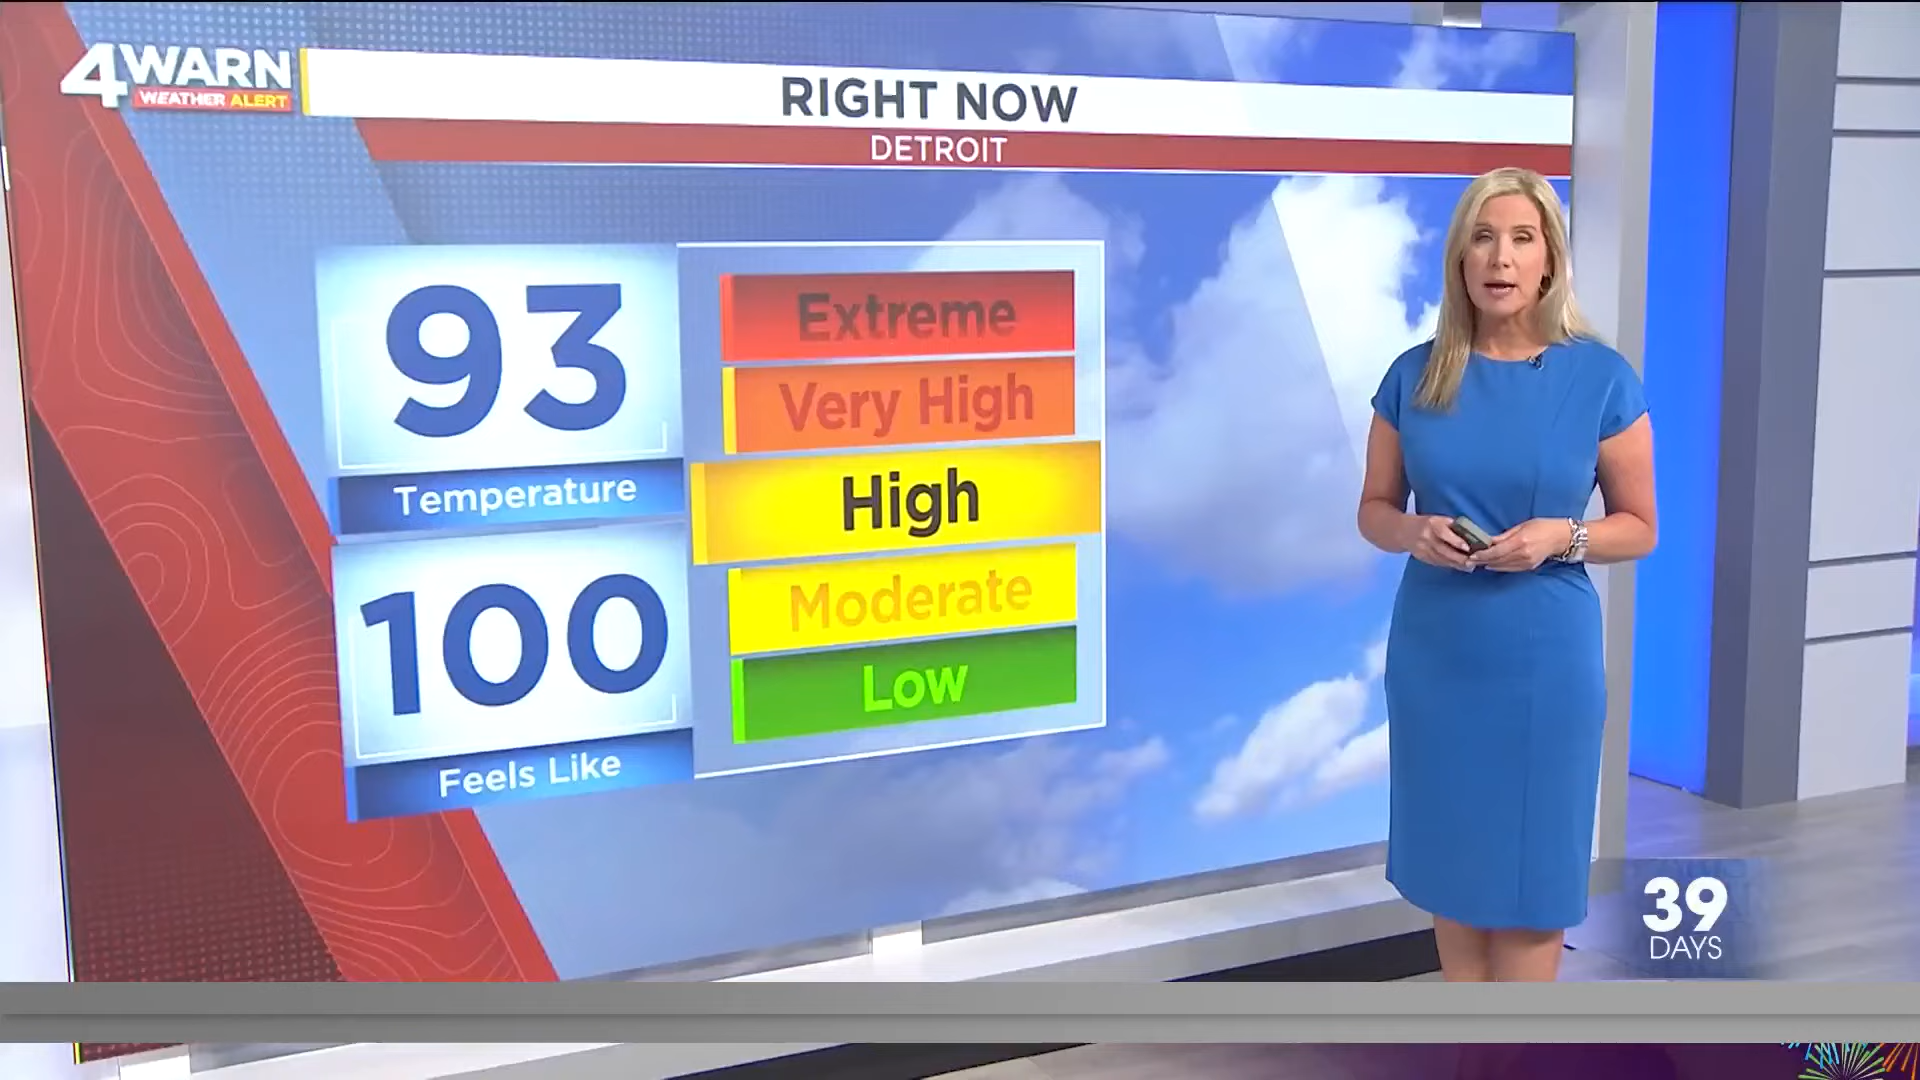 4WARN
WEATHER ALERT
RIGHT NOW
DETROIT
93
Temperature
100
Feels Like
Extreme
Very High
High
Moderate
Low
39
DAYS